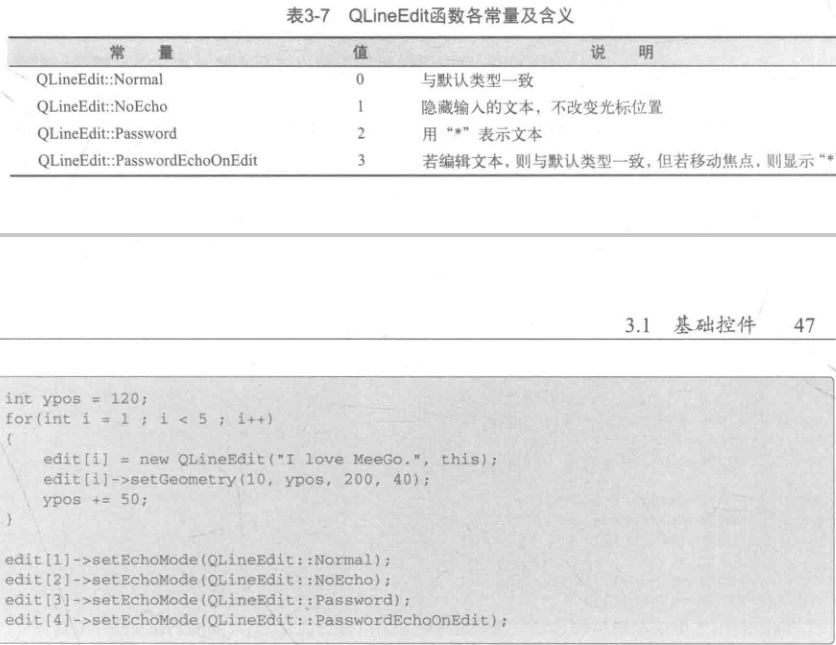 表3-7 QLineEdit函数各常量及含义
常 量 值 说 明
QLineEdit::Normal 0 与默认类型一致
QLineEdit::NoEcho 1 隐藏输入的文本，不改变光标位置
QLineEdit::Password 2 用“*”表示文本
QLineEdit::PasswordEchoOnEdit 3 若编辑文本，则与默认类型一致，但若移动焦点，则显示“*
3.1 基础控件 47
int ypos = 120;
for(int i = 1 ; i < 5 ; i++)
{
edit[i] = new QLineEdit("I love MeeGo.", this);
edit[i]->setGeometry(10, ypos, 200, 40);
ypos += 50;
}
edit[1]->setEchoMode(QLineEdit::Normal);
edit[2]->setEchoMode(QLineEdit::NoEcho);
edit[3]->setEchoMode(QLineEdit::Password);
edit[4]->setEchoMode(QLineEdit::PasswordEchoOnEdit);